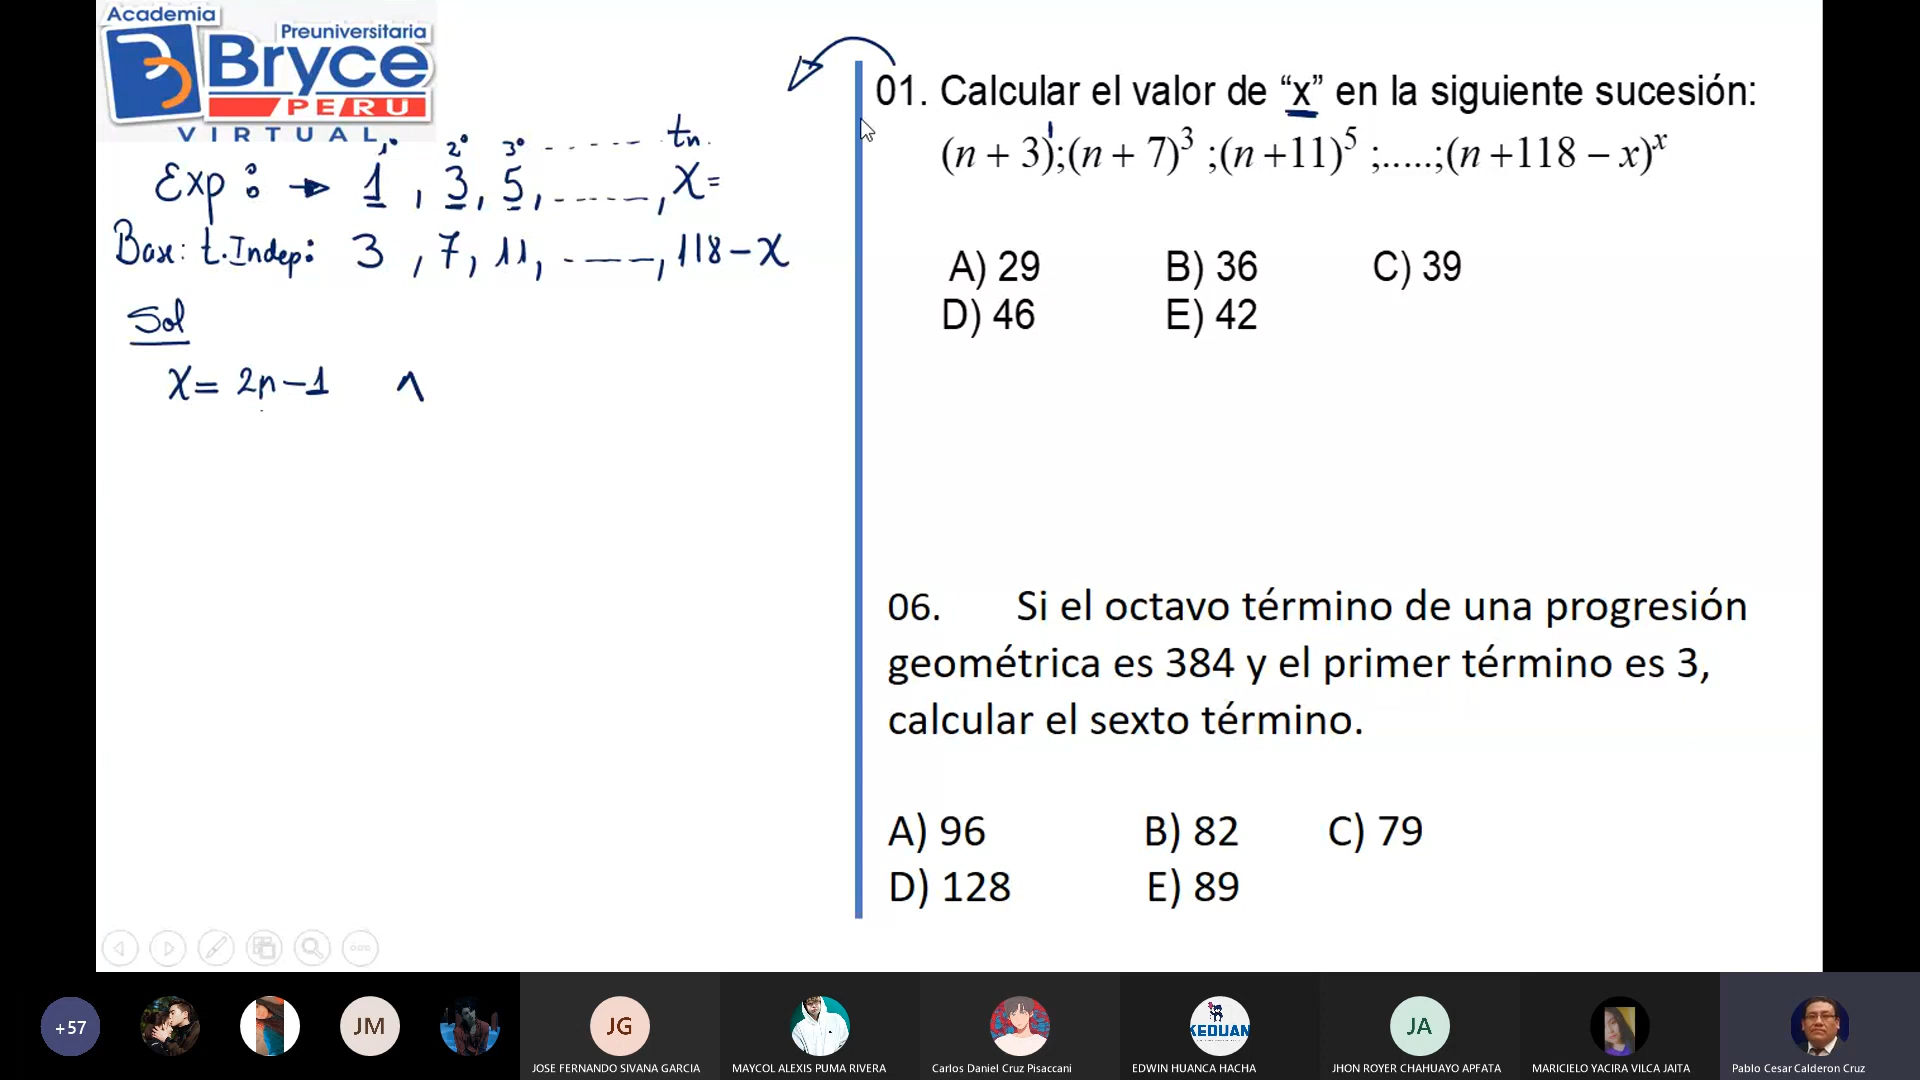 Academia
Preuniversitaria
Bryce
PERU
VIRTUAL
1° 2° 3° ------ tn.
Exp : → 1 , 3, 5, ------, x=
Base: t. Indep: 3 , 7, 11, -----, 118-x
Sol
x= 2n-1 ∧
01. Calcular el valor de “x” en la siguiente sucesión:
(n + 3)¹;(n + 7)³ ;(n +11)⁵ ;.....;(n +118 − x)ˣ
A) 29 B) 36 C) 39
D) 46 E) 42
06. Si el octavo término de una progresión
geométrica es 384 y el primer término es 3,
calcular el sexto término.
A) 96 B) 82 C) 79
D) 128 E) 89
+57
JM
JG
JOSE FERNANDO SIVANA GARCIA
MAYCOL ALEXIS PUMA RIVERA
Carlos Daniel Cruz Pisaccani
KEDUAN
EDWIN HUANCA HACHA
JA
JHON ROYER CHAHUAYO APFATA
MARICIELO YACIRA VILCA JAITA
Pablo Cesar Calderon Cruz